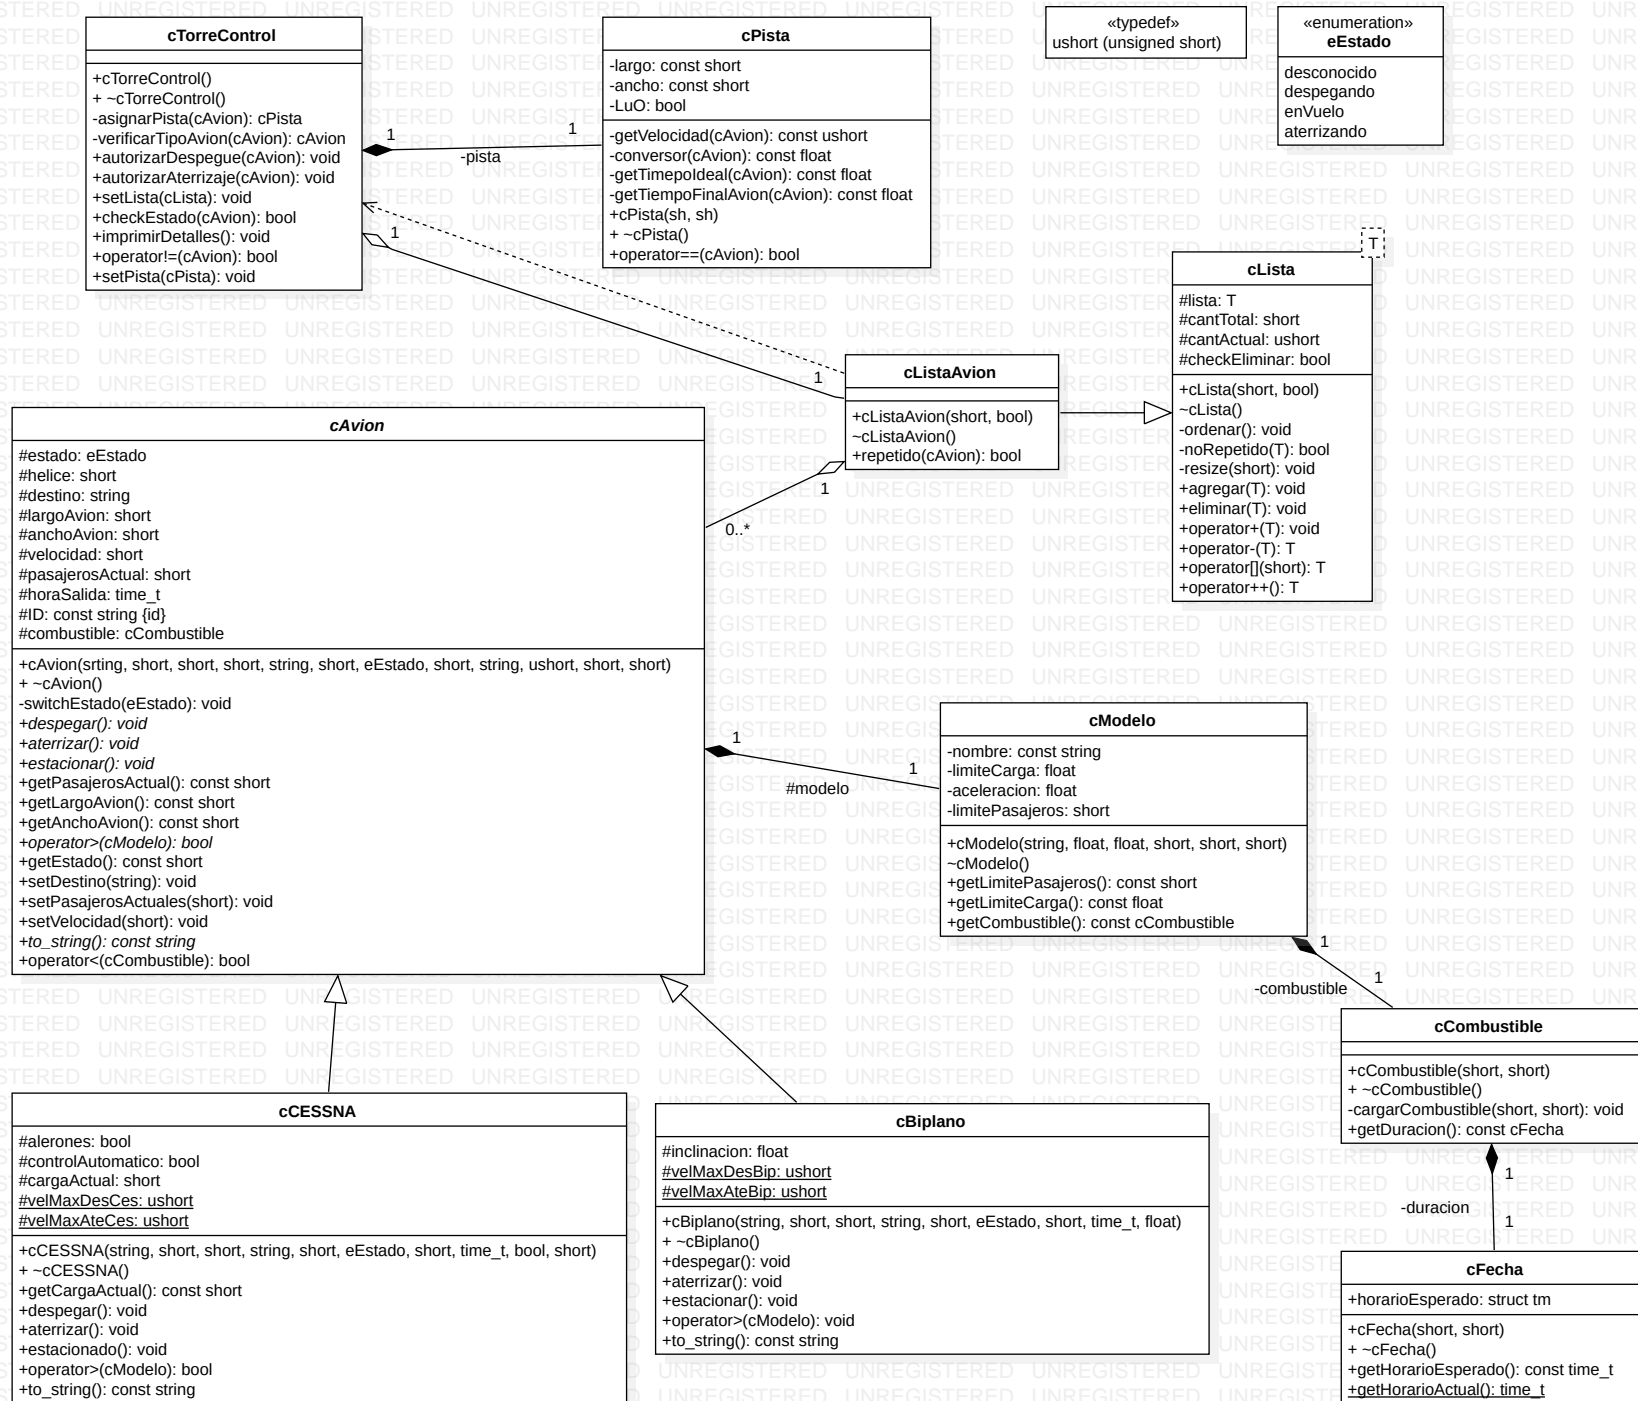 cTorreControl
+cTorreControl()
+ ~cTorreControl()
-asignarPista(cAvion): cPista
-verificarTipoAvion(cAvion): cAvion
+autorizarDespegue(cAvion): void
+autorizarAterrizaje(cAvion): void
+setLista(cLista): void
+checkEstado(cAvion): bool
+imprimirDetalles(): void
+operator!=(cAvion): bool
+setPista(cPista): void
1
1
-pista
1
1
cPista
-largo: const short
-ancho: const short
-LuO: bool
-getVelocidad(cAvion): const ushort
-conversor(cAvion): const float
-getTimepoIdeal(cAvion): const float
-getTiempoFinalAvion(cAvion): const float
+cPista(sh, sh)
+ ~cPista()
+operator==(cAvion): bool
«typedef»
ushort (unsigned short)
«enumeration»
eEstado
desconocido
despegando
enVuelo
aterrizando
T
cLista
#lista: T
#cantTotal: short
#cantActual: ushort
#checkEliminar: bool
+cLista(short, bool)
~cLista()
-ordenar(): void
-noRepetido(T): bool
-resize(short): void
+agregar(T): void
+eliminar(T): void
+operator+(T): void
+operator-(T): T
+operator[](short): T
+operator++(): T
cListaAvion
+cListaAvion(short, bool)
~cListaAvion()
+repetido(cAvion): bool
1
0..*
cAvion
#estado: eEstado
#helice: short
#destino: string
#largoAvion: short
#anchoAvion: short
#velocidad: short
#pasajerosActual: short
#horaSalida: time_t
#ID: const string {id}
#combustible: cCombustible
+cAvion(srting, short, short, short, string, short, eEstado, short, string, ushort, short, short)
+ ~cAvion()
-switchEstado(eEstado): void
+despegar(): void
+aterrizar(): void
+estacionar(): void
+getPasajerosActual(): const short
+getLargoAvion(): const short
+getAnchoAvion(): const short
+operator>(cModelo): bool
+getEstado(): const short
+setDestino(string): void
+setPasajerosActuales(short): void
+setVelocidad(short): void
+to_string(): const string
+operator<(cCombustible): bool
1
1
#modelo
cModelo
-nombre: const string
-limiteCarga: float
-aceleracion: float
-limitePasajeros: short
+cModelo(string, float, float, short, short, short)
~cModelo()
+getLimitePasajeros(): const short
+getLimiteCarga(): const float
+getCombustible(): const cCombustible
1
1
-combustible
cCombustible
+cCombustible(short, short)
+ ~cCombustible()
-cargarCombustible(short, short): void
+getDuracion(): const cFecha
1
-duracion
1
cFecha
+horarioEsperado: struct tm
+cFecha(short, short)
+ ~cFecha()
+getHorarioEsperado(): const time_t
+getHorarioActual(): time_t
cCESSNA
#alerones: bool
#controlAutomatico: bool
#cargaActual: short
#velMaxDesCes: ushort
#velMaxAteCes: ushort
+cCESSNA(string, short, short, string, short, eEstado, short, time_t, bool, short)
+ ~cCESSNA()
+getCargaActual(): const short
+despegar(): void
+aterrizar(): void
+estacionado(): void
+operator>(cModelo): bool
+to_string(): const string
cBiplano
#inclinacion: float
#velMaxDesBip: ushort
#velMaxAteBip: ushort
+cBiplano(string, short, short, string, short, eEstado, short, time_t, float)
+ ~cBiplano()
+despegar(): void
+aterrizar(): void
+estacionar(): void
+operator>(cModelo): void
+to_string(): const string